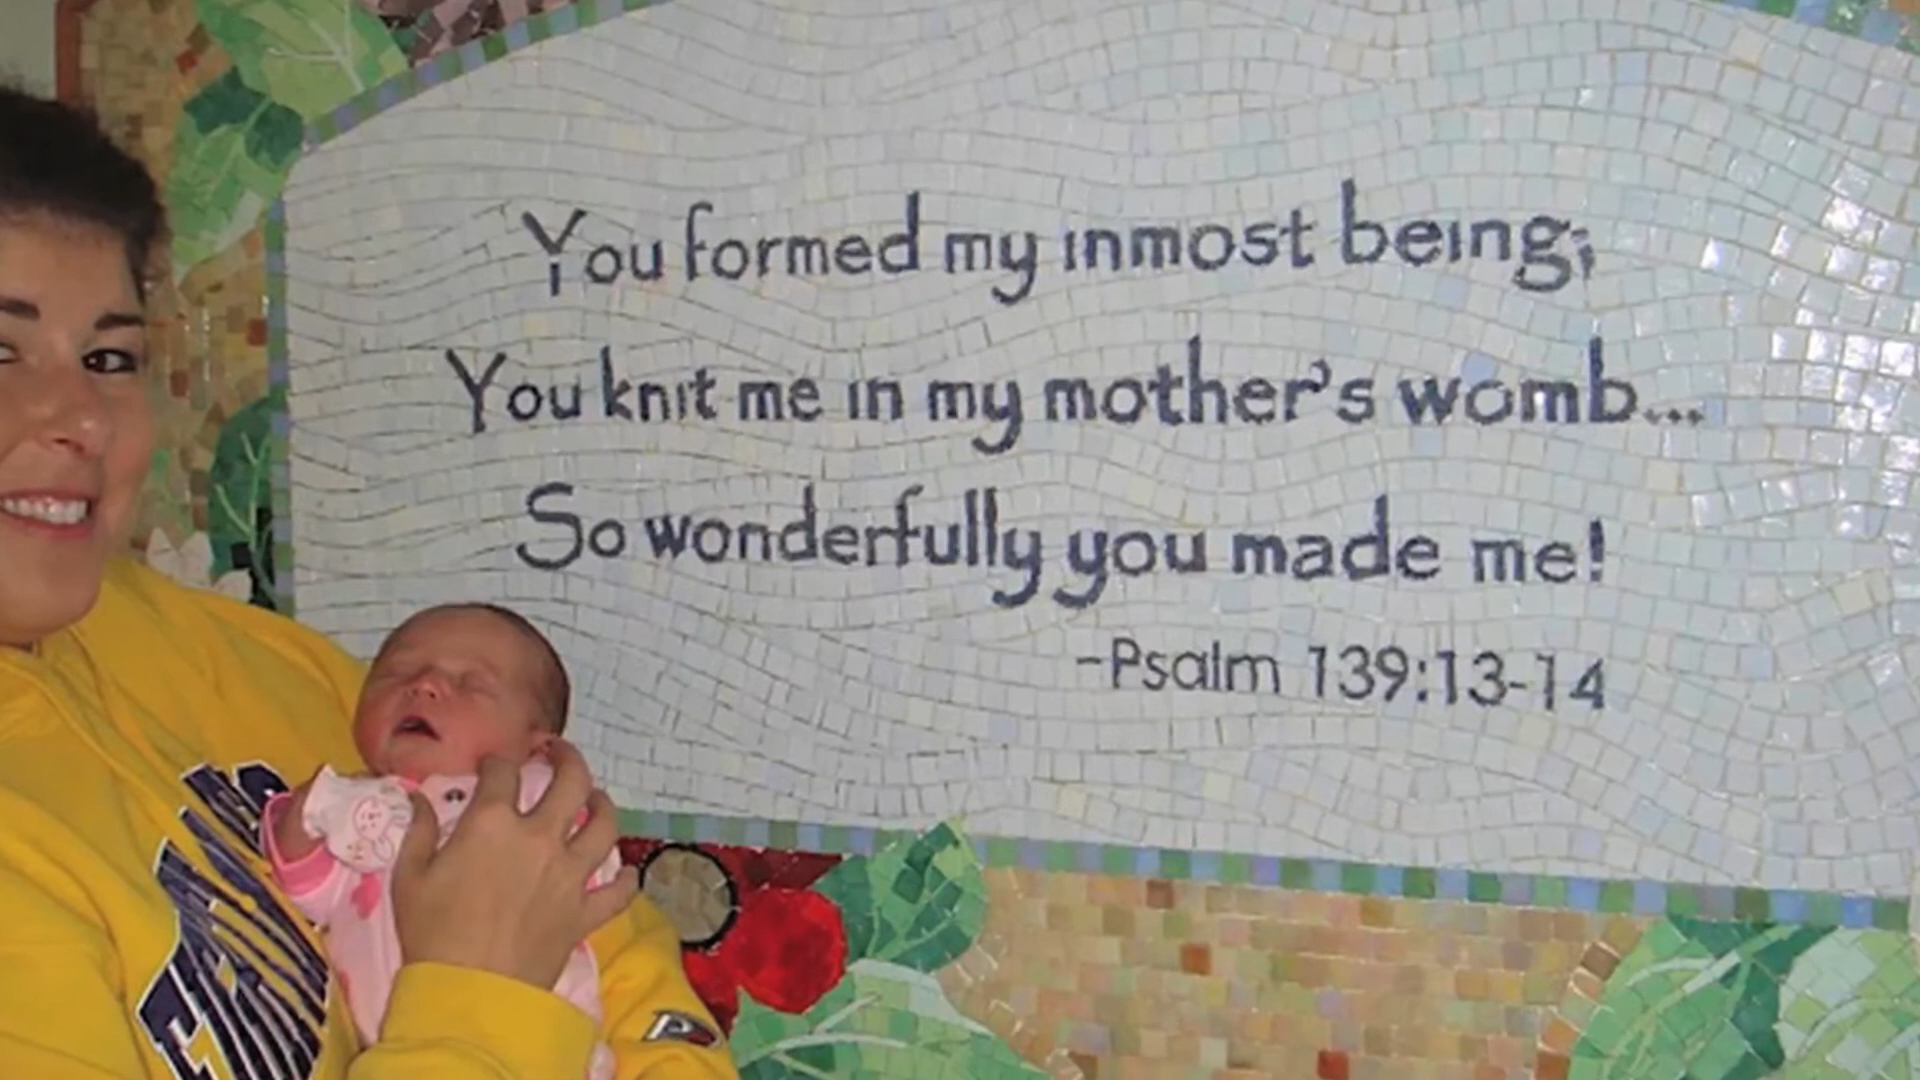 You formed my inmost being;
You knit me in my mother's womb...
So wonderfully you made me!
-Psalm 139:13-14